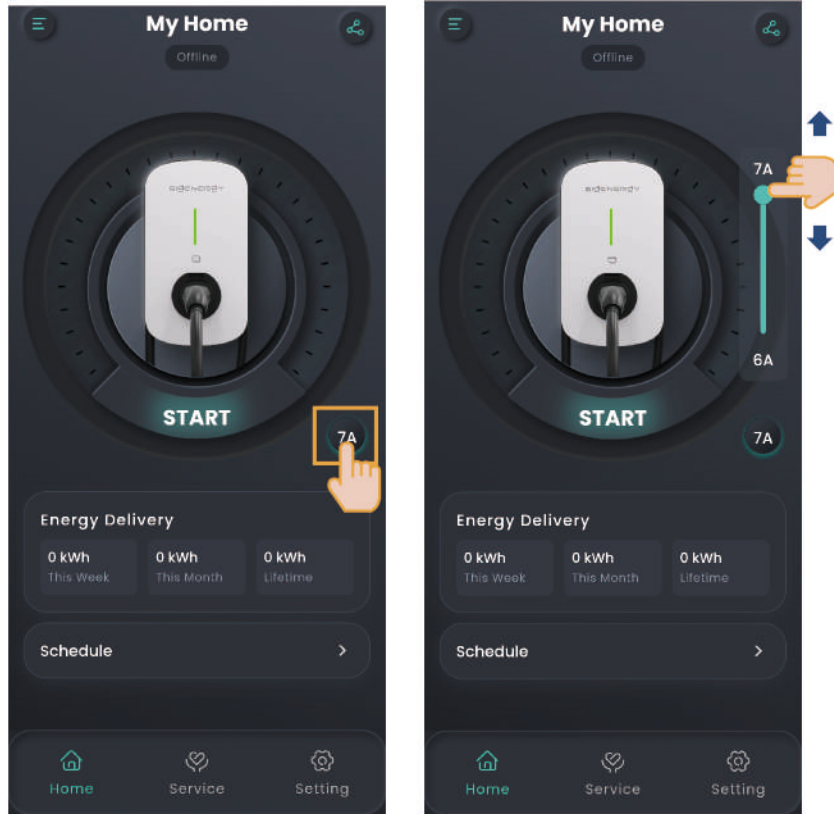 My Home
Offline
SIGENERGY
START
7A
Energy Delivery
0 kWh 0 kWh 0 kWh
This Week This Month Lifetime
Schedule
Home Service Setting
My Home
Offline
SIGENERGY
7A
6A
START
7A
Energy Delivery
0 kWh 0 kWh 0 kWh
This Week This Month Lifetime
Schedule
Home Service Setting